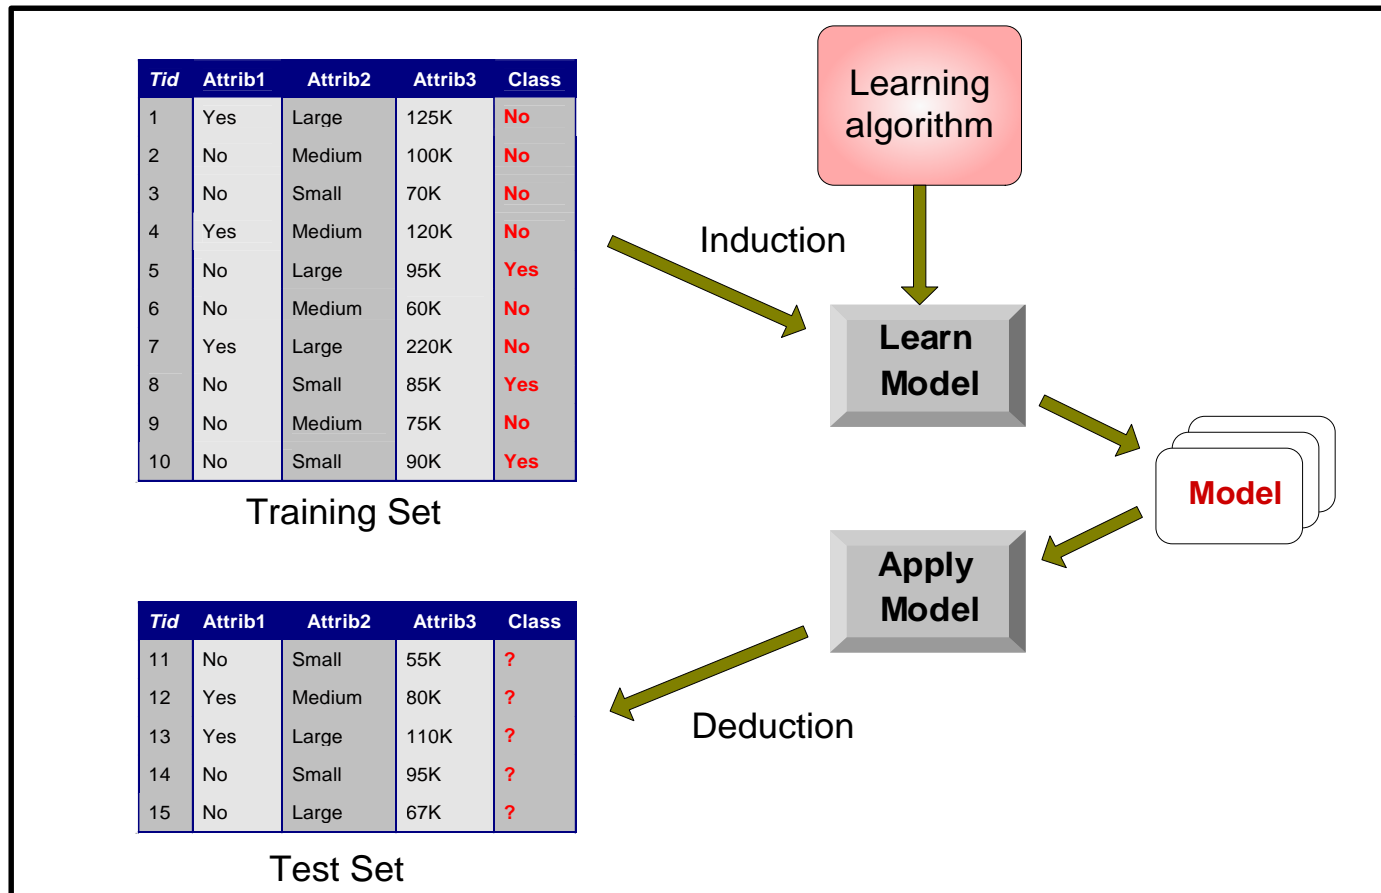 Tid Attrib1 Attrib2 Attrib3 Class
1 Yes Large 125K No
2 No Medium 100K No
3 No Small 70K No
4 Yes Medium 120K No
5 No Large 95K Yes
6 No Medium 60K No
7 Yes Large 220K No
8 No Small 85K Yes
9 No Medium 75K No
10 No Small 90K Yes
Training Set
Learning
algorithm
Induction
Learn
Model
Model
Apply
Model
Deduction
Tid Attrib1 Attrib2 Attrib3 Class
11 No Small 55K ?
12 Yes Medium 80K ?
13 Yes Large 110K ?
14 No Small 95K ?
15 No Large 67K ?
Test Set